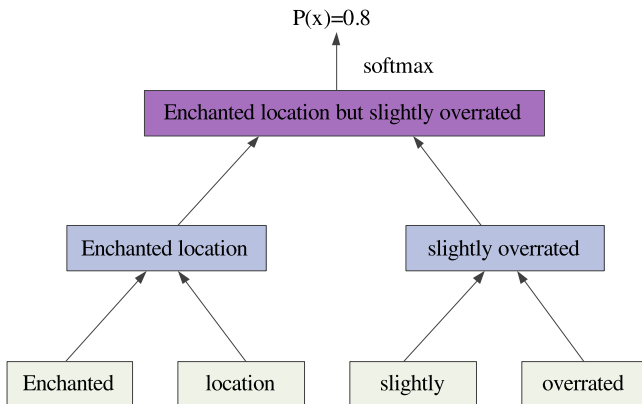 P(x)=0.8
softmax
Enchanted location but slightly overrated
Enchanted location
slightly overrated
Enchanted
location
slightly
overrated